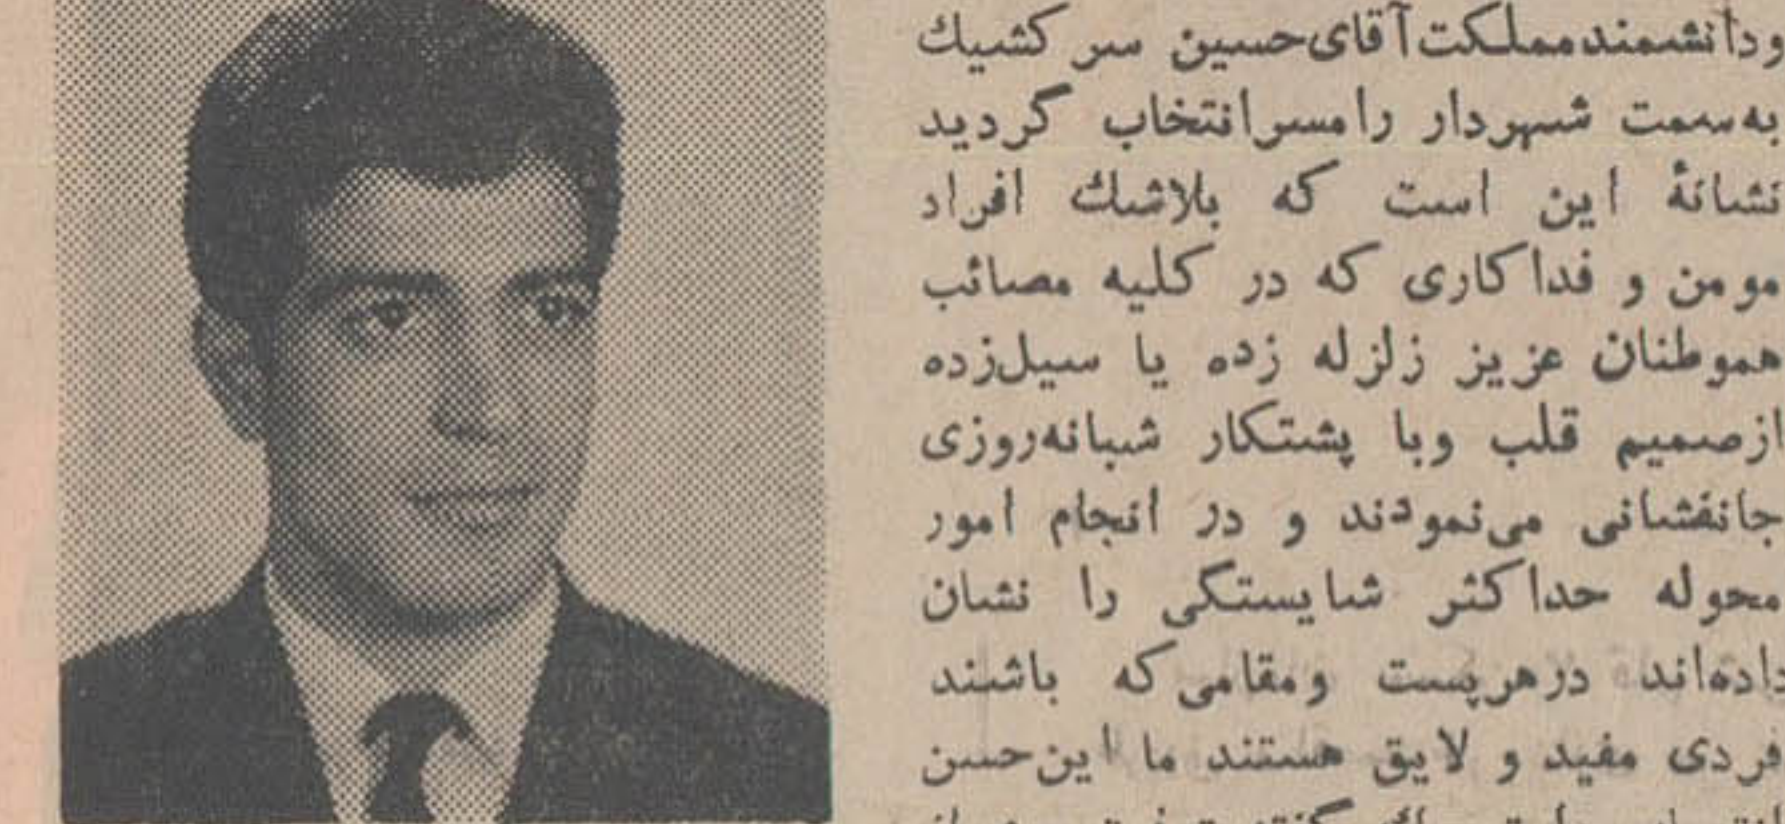 ودانشمندمملکت آقای حسین سرکشیك
به سمت شهردار رامسر انتخاب گردید
نشانهٔ این است که بلاشك افراد
مومن و فداکاری که در کلیه مصائب
هموطنان عزیز زلزله زده یا سیل‌زده
ازصمیم قلب وبا پشتکار شبانه‌روزی
جانفشانی می‌نمودند و در انجام امور
محوله حداکثر شایستگی را نشان
داده‌اند درهرپست ومقامی که باشند
فردی مفید و لایق هستند ما این حسن